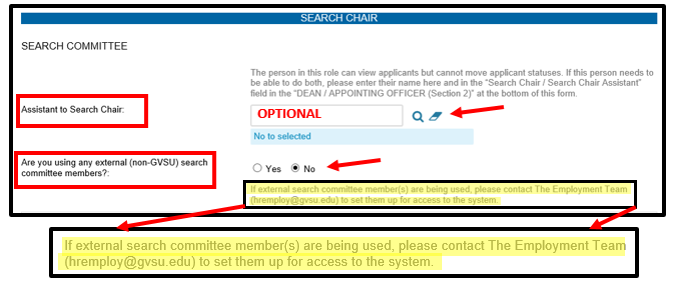 SEARCH CHAIR
SEARCH COMMITTEE
The person in this role can view applicants but cannot move applicant statuses. If this person needs to
be able to do both, please enter their name here and in the "Search Chair / Search Chair Assistant"
field in the "DEAN / APPOINTING OFFICER (Section 2)" at the bottom of this form.
Assistant to Search Chair:
OPTIONAL
No to selected
Are you using any external (non-GVSU) search
committee members?:
Yes No
If external search committee member(s) are being used, please contact The Employment Team
(hremploy@gvsu.edu) to set them up for access to the system.
If external search committee member(s) are being used, please contact The Employment Team
(hremploy@gvsu.edu) to set them up for access to the system.